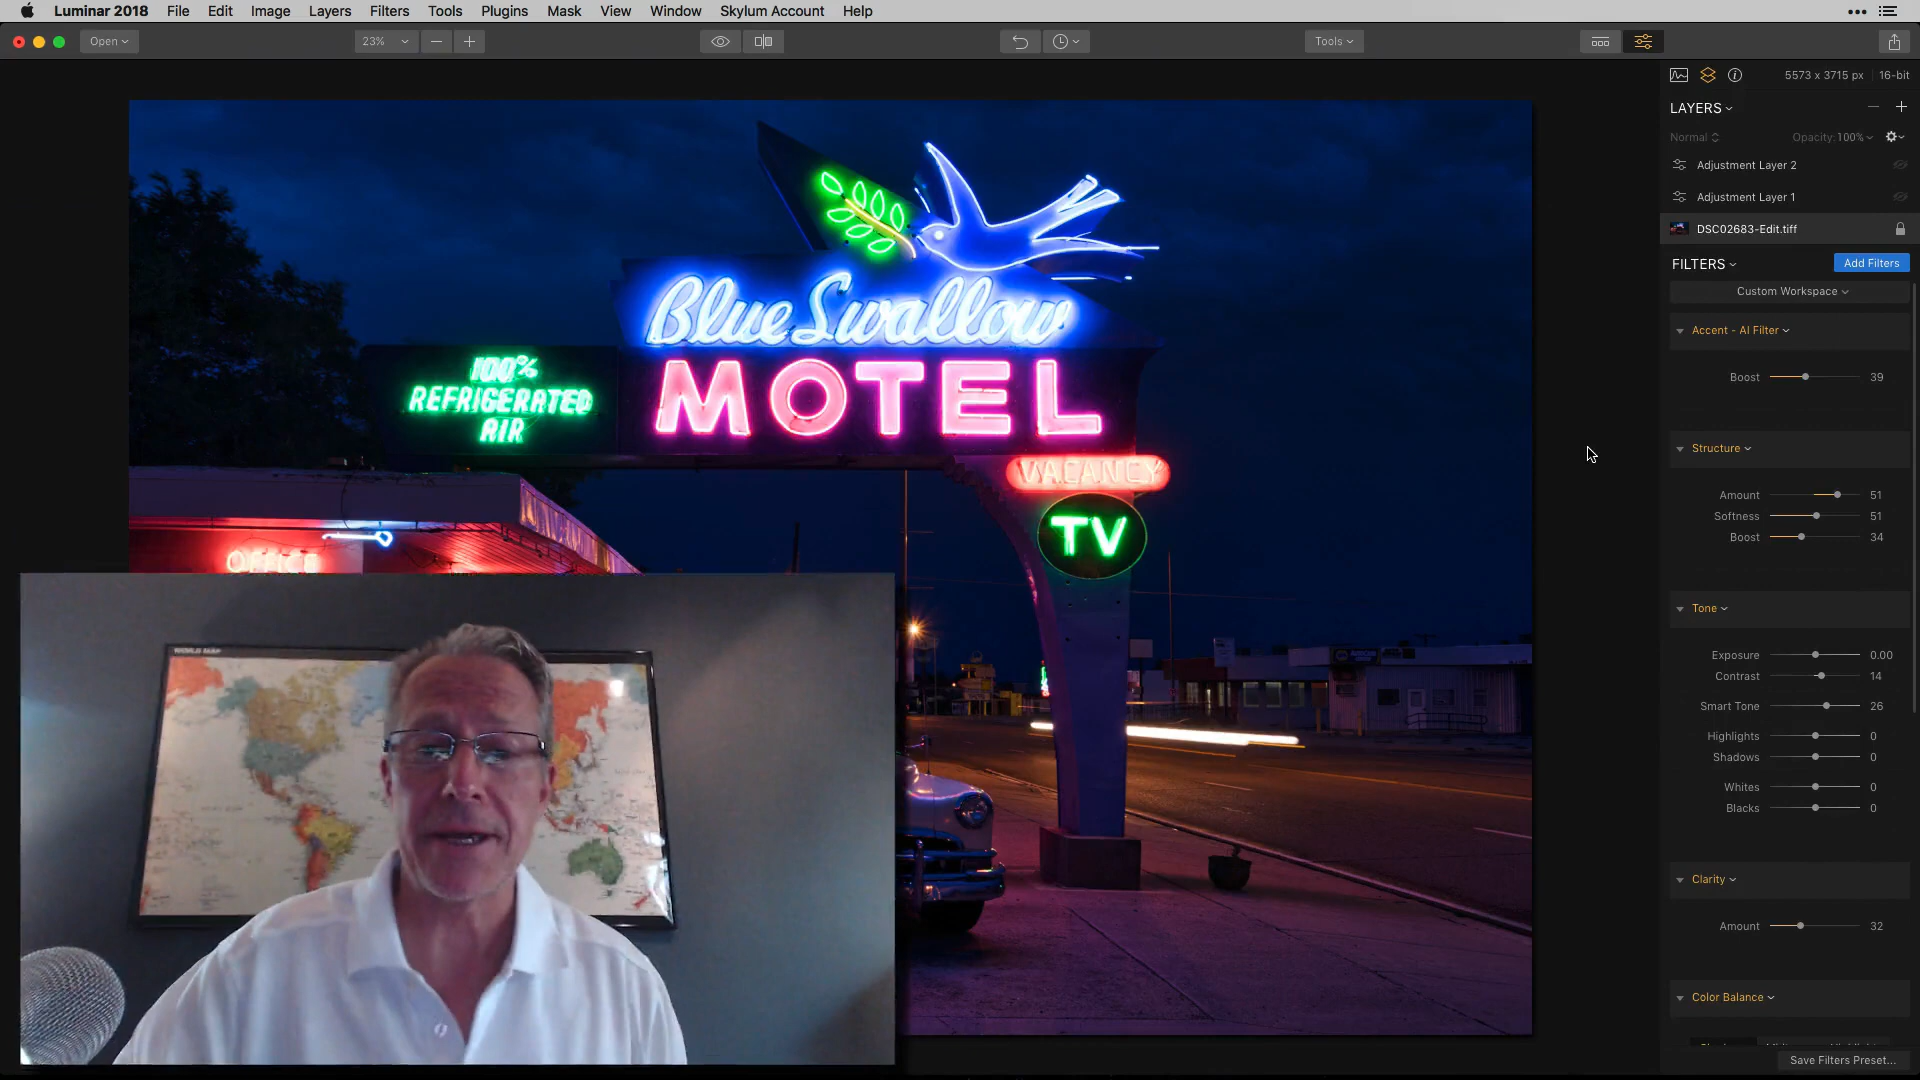 Luminar 2018 File Edit Image Layers Filters Tools Plugins Mask View Window Skylum Account Help
Open 23% Tools
5573 x 3715 px 16-bit
LAYERS
Normal Opacity: 100%
Adjustment Layer 2
Adjustment Layer 1
DSC02683-Edit.tiff
FILTERS Add Filters
Custom Workspace
Accent - AI Filter
Boost 39
Structure
Amount 51
Softness 51
Boost 34
Tone
Exposure 0.00
Contrast 14
Smart Tone 26
Highlights 0
Shadows 0
Whites 0
Blacks 0
Clarity
Amount 32
Color Balance
Save Filters Preset...
Blue Swallow
MOTEL
100%
REFRIGERATED
AIR
VACANCY
TV
OFFICE
WORLD MAP